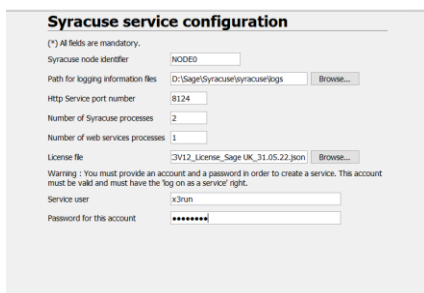 Syracuse service configuration
(*) All fields are mandatory.
Syracuse node identifier NODE0
Path for logging information files D:\Sage\Syracuse\syracuse\logs Browse...
Http Service port number 8124
Number of Syracuse processes 2
Number of web services processes 1
License file 3V12_License_Sage UK_31.05.22.json Browse...
Warning : You must provide an account and a password in order to create a service. This account
must be valid and must have the 'log on as a service' right.
Service user x3run
Password for this account ●●●●●●●●